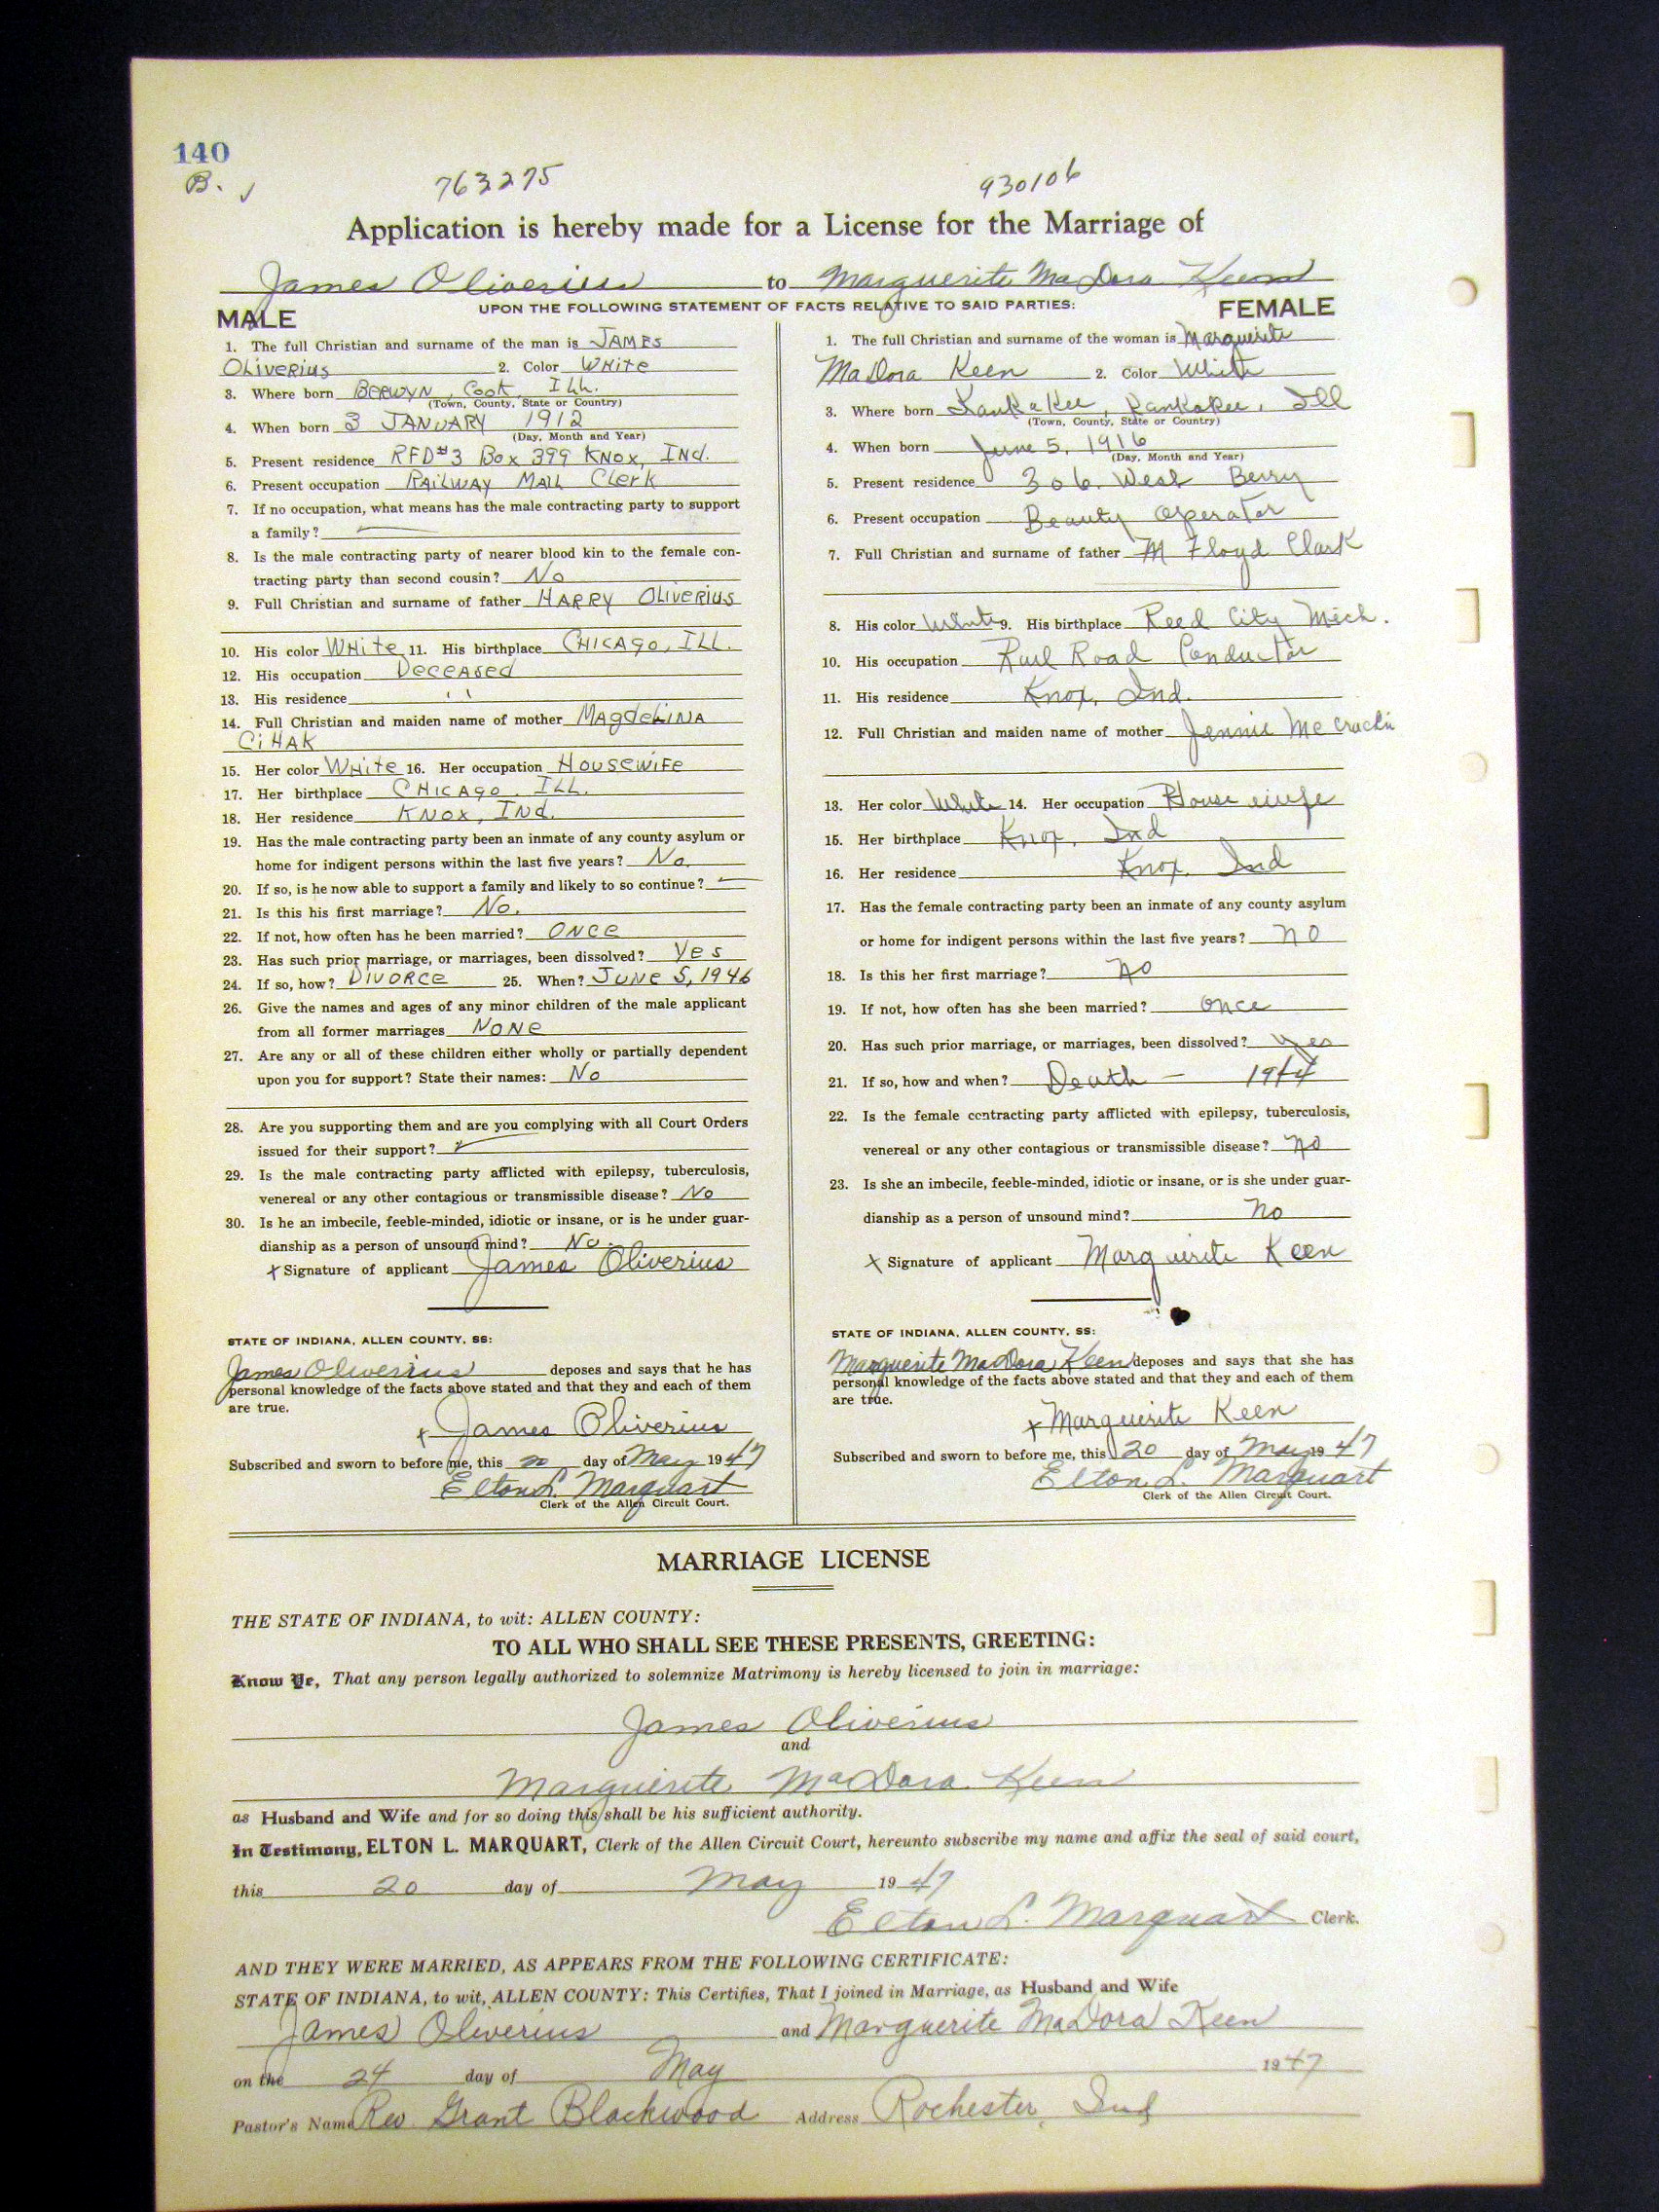 140
B.
763275
930106
Application is hereby made for a License for the Marriage of
James Oliverius to Marguerite MaDora Keen
UPON THE FOLLOWING STATEMENT OF FACTS RELATIVE TO SAID PARTIES:
MALE
1. The full Christian and surname of the man is JAMES
OLIVERIUS 2. Color WHITE
3. Where born BERWYN, COOK, ILL.
(Town, County, State or Country)
4. When born 3 JANUARY 1912
(Day, Month and Year)
5. Present residence RFD#3 Box 399 KNOX, IND.
6. Present occupation RAILWAY MAIL CLERK
7. If no occupation, what means has the male contracting party to support
a family?
8. Is the male contracting party of nearer blood kin to the female con-
tracting party than second cousin? No
9. Full Christian and surname of father HARRY OLIVERIUS
10. His color WHITE 11. His birthplace CHICAGO, ILL.
12. His occupation DECEASED
13. His residence ''
14. Full Christian and maiden name of mother MAGDELINA
CIHAK
15. Her color WHITE 16. Her occupation HOUSEWIFE
17. Her birthplace CHICAGO, ILL.
18. Her residence KNOX, IND.
19. Has the male contracting party been an inmate of any county asylum or
home for indigent persons within the last five years? No.
20. If so, is he now able to support a family and likely to so continue?
21. Is this his first marriage? No.
22. If not, how often has he been married? ONCE
23. Has such prior marriage, or marriages, been dissolved? YES
24. If so, how? DIVORCE 25. When? JUNE 5, 1946
26. Give the names and ages of any minor children of the male applicant
from all former marriages NONE
27. Are any or all of these children either wholly or partially dependent
upon you for support? State their names: No
28. Are you supporting them and are you complying with all Court Orders
issued for their support?
29. Is the male contracting party afflicted with epilepsy, tuberculosis,
venereal or any other contagious or transmissible disease? No
30. Is he an imbecile, feeble-minded, idiotic or insane, or is he under guar-
dianship as a person of unsound mind? No.
x Signature of applicant James Oliverius
STATE OF INDIANA, ALLEN COUNTY, SS:
James Oliverius deposes and says that he has
personal knowledge of the facts above stated and that they and each of them
are true.
x James Oliverius
Subscribed and sworn to before me, this 20 day of May 1947
Elton L. Marquart
Clerk of the Allen Circuit Court.
FEMALE
1. The full Christian and surname of the woman is Marguerite
MaDora Keen 2. Color White
3. Where born Kankakee, Kankakee, Ill
(Town, County, State or Country)
4. When born June 5, 1916
(Day, Month and Year)
5. Present residence 306 West Berry
6. Present occupation Beauty Operator
7. Full Christian and surname of father M Floyd Clark
8. His color White 9. His birthplace Reed City Mich.
10. His occupation Rail Road Conductor
11. His residence Knox, Ind.
12. Full Christian and maiden name of mother Jennie McCrackin
13. Her color White 14. Her occupation House wife
15. Her birthplace Knox, Ind
16. Her residence Knox, Ind
17. Has the female contracting party been an inmate of any county asylum
or home for indigent persons within the last five years? no
18. Is this her first marriage? no
19. If not, how often has she been married? once
20. Has such prior marriage, or marriages, been dissolved? yes
21. If so, how and when? Death — 1944
22. Is the female contracting party afflicted with epilepsy, tuberculosis,
venereal or any other contagious or transmissible disease? no
23. Is she an imbecile, feeble-minded, idiotic or insane, or is she under guar-
dianship as a person of unsound mind? no
x Signature of applicant Marguerite Keen
STATE OF INDIANA, ALLEN COUNTY, SS:
Marguerite MaDora Keen deposes and says that she has
personal knowledge of the facts above stated and that they and each of them
are true.
x Marguerite Keen
Subscribed and sworn to before me, this 20 day of May 1947
Elton L. Marquart
Clerk of the Allen Circuit Court.
MARRIAGE LICENSE
THE STATE OF INDIANA, to wit: ALLEN COUNTY:
TO ALL WHO SHALL SEE THESE PRESENTS, GREETING:
Know Ye, That any person legally authorized to solemnize Matrimony is hereby licensed to join in marriage:
James Oliverius
and
Marguerite MaDora Keen
as Husband and Wife and for so doing this shall be his sufficient authority.
In Testimony, ELTON L. MARQUART, Clerk of the Allen Circuit Court, hereunto subscribe my name and affix the seal of said court,
this 20 day of May 1947
Elton L. Marquart Clerk.
AND THEY WERE MARRIED, AS APPEARS FROM THE FOLLOWING CERTIFICATE:
STATE OF INDIANA, to wit, ALLEN COUNTY: This Certifies, That I joined in Marriage, as Husband and Wife
James Oliverius and Marguerite MaDora Keen
on the 24 day of May 1947
Pastor's Name Rev Grant Blackwood Address Rochester, Ind